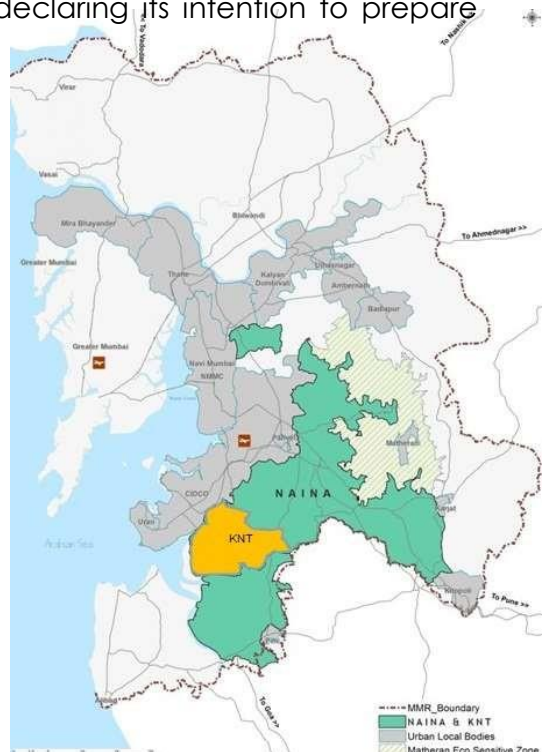 declaring its intention to prepare
To Vadodara
To Nashik
Virar
Vasai
Mira Bhayander
Bhiwandi
To Ahmednagar >>
Greater Mumbai
Thane
Kalyan
Dombivali
Ulhasnagar
Ambernath
Badlapur
Greater Mumbai
Navi Mumbai
NMMC
Panvel
Matheran
CIDCO
NAINA
Karjat
Uran
KNT
Arabian Sea
Khopoli
To Pune >>
Pen
Alibag
To Goa >>
MMR_Boundary
NAINA & KNT
Urban Local Bodies
Matheran Eco Sensitive Zone